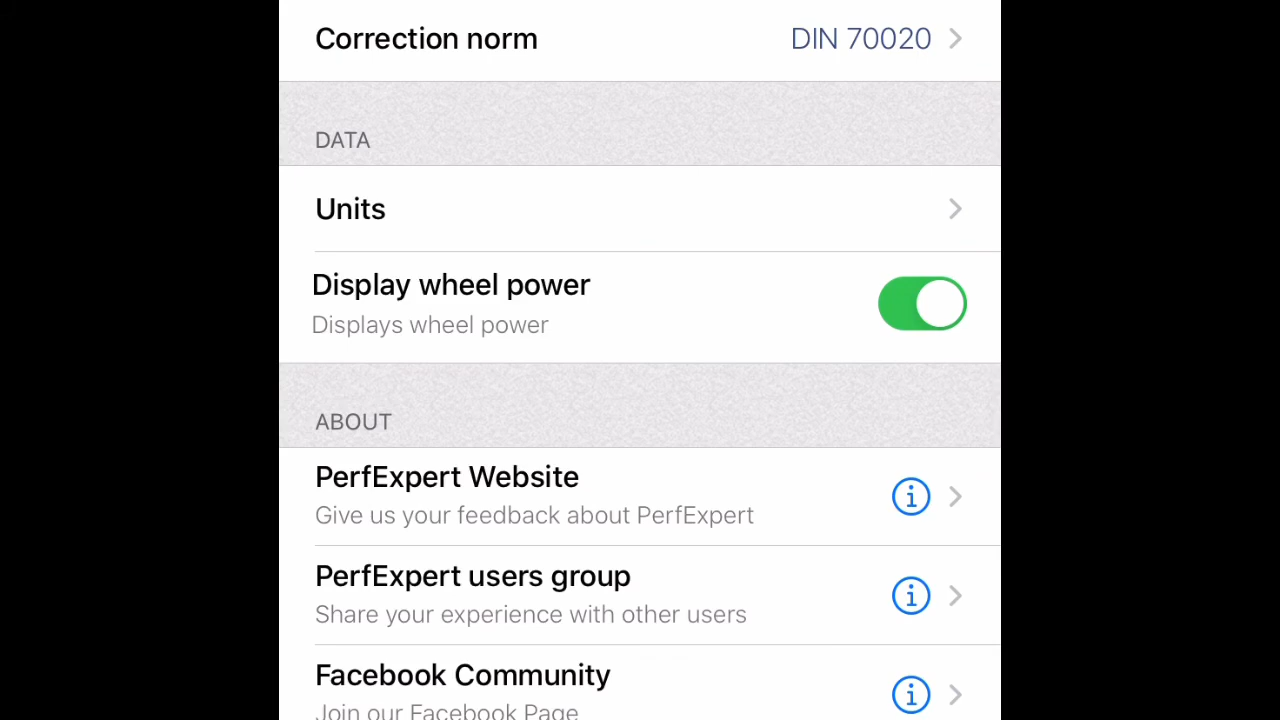 Correction norm DIN 70020
DATA
Units
Display wheel power
Displays wheel power
ABOUT
PerfExpert Website
Give us your feedback about PerfExpert
PerfExpert users group
Share your experience with other users
Facebook Community
Join our Facebook Page